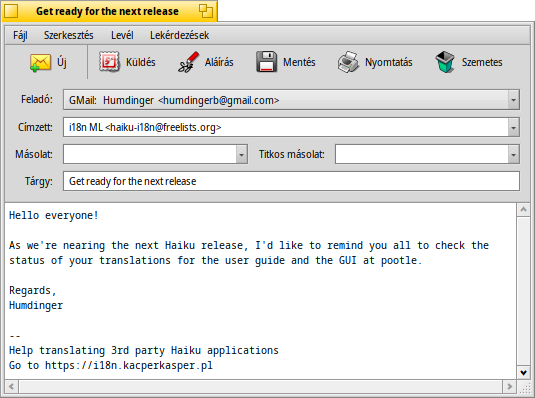 Get ready for the next release
Fájl Szerkesztés Levél Lekérdezések
Új Küldés Aláírás Mentés Nyomtatás Szemetes
Feladó: GMail: Humdinger <humdingerb@gmail.com>
Címzett: i18n ML <haiku-i18n@freelists.org>
Másolat: Titkos másolat:
Tárgy: Get ready for the next release
Hello everyone!
As we're nearing the next Haiku release, I'd like to remind you all to check the
status of your translations for the user guide and the GUI at pootle.
Regards,
Humdinger
--
Help translating 3rd party Haiku applications
Go to https://i18n.kacperkasper.pl